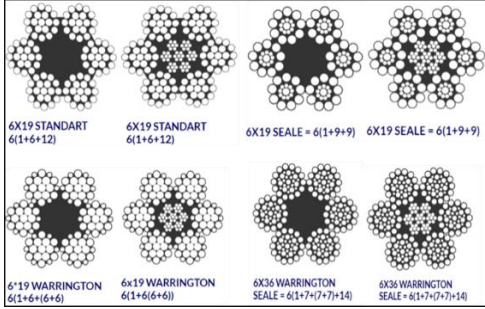 6X19 STANDART
6(1+6+12)
6X19 STANDART
6(1+6+12)
6X19 SEALE = 6(1+9+9)
6X19 SEALE = 6(1+9+9)
6*19 WARRINGTON
6(1+6+(6+6)
6x19 WARRINGTON
6(1+6(6+6))
6X36 WARRINGTON
SEALE = 6(1+7+(7+7)+14)
6X36 WARRINGTON
SEALE = 6(1+7+(7+7)+14)